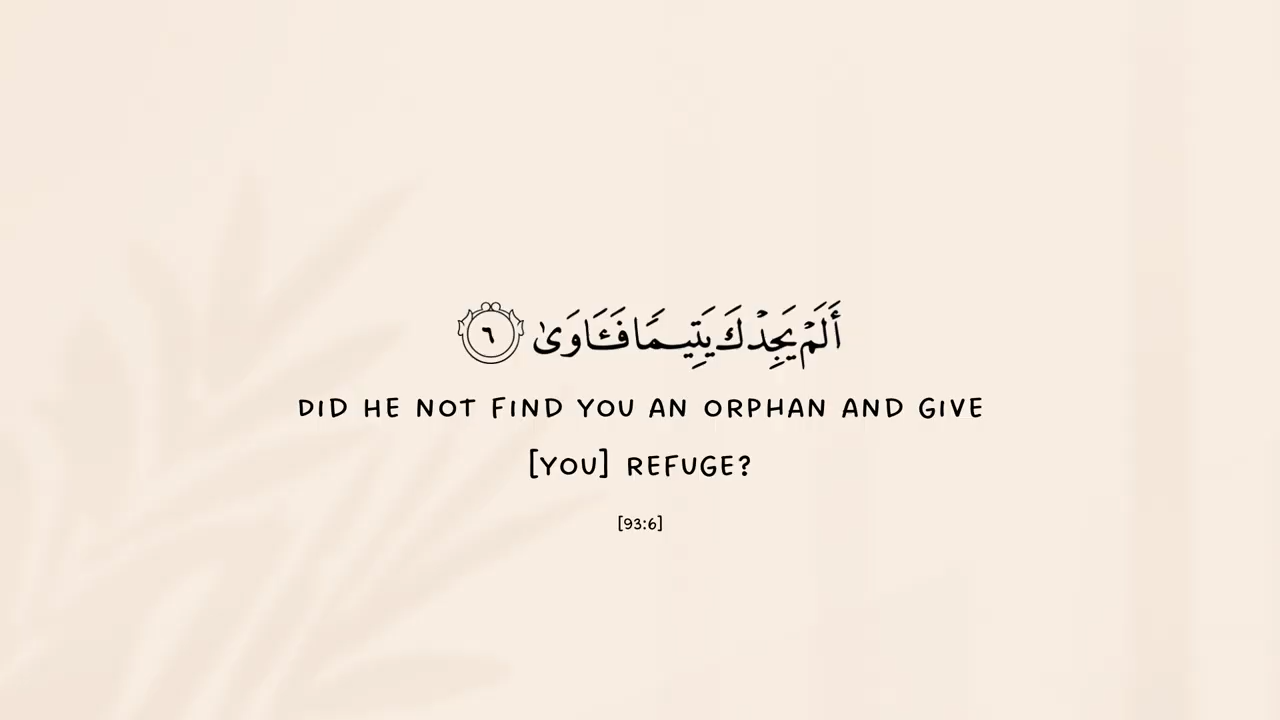 أَلَمْ يَجِدْكَ يَتِيمًا فَـَٔاوَىٰ ٦
DID HE NOT FIND YOU AN ORPHAN AND GIVE
[YOU] REFUGE?
[93:6]